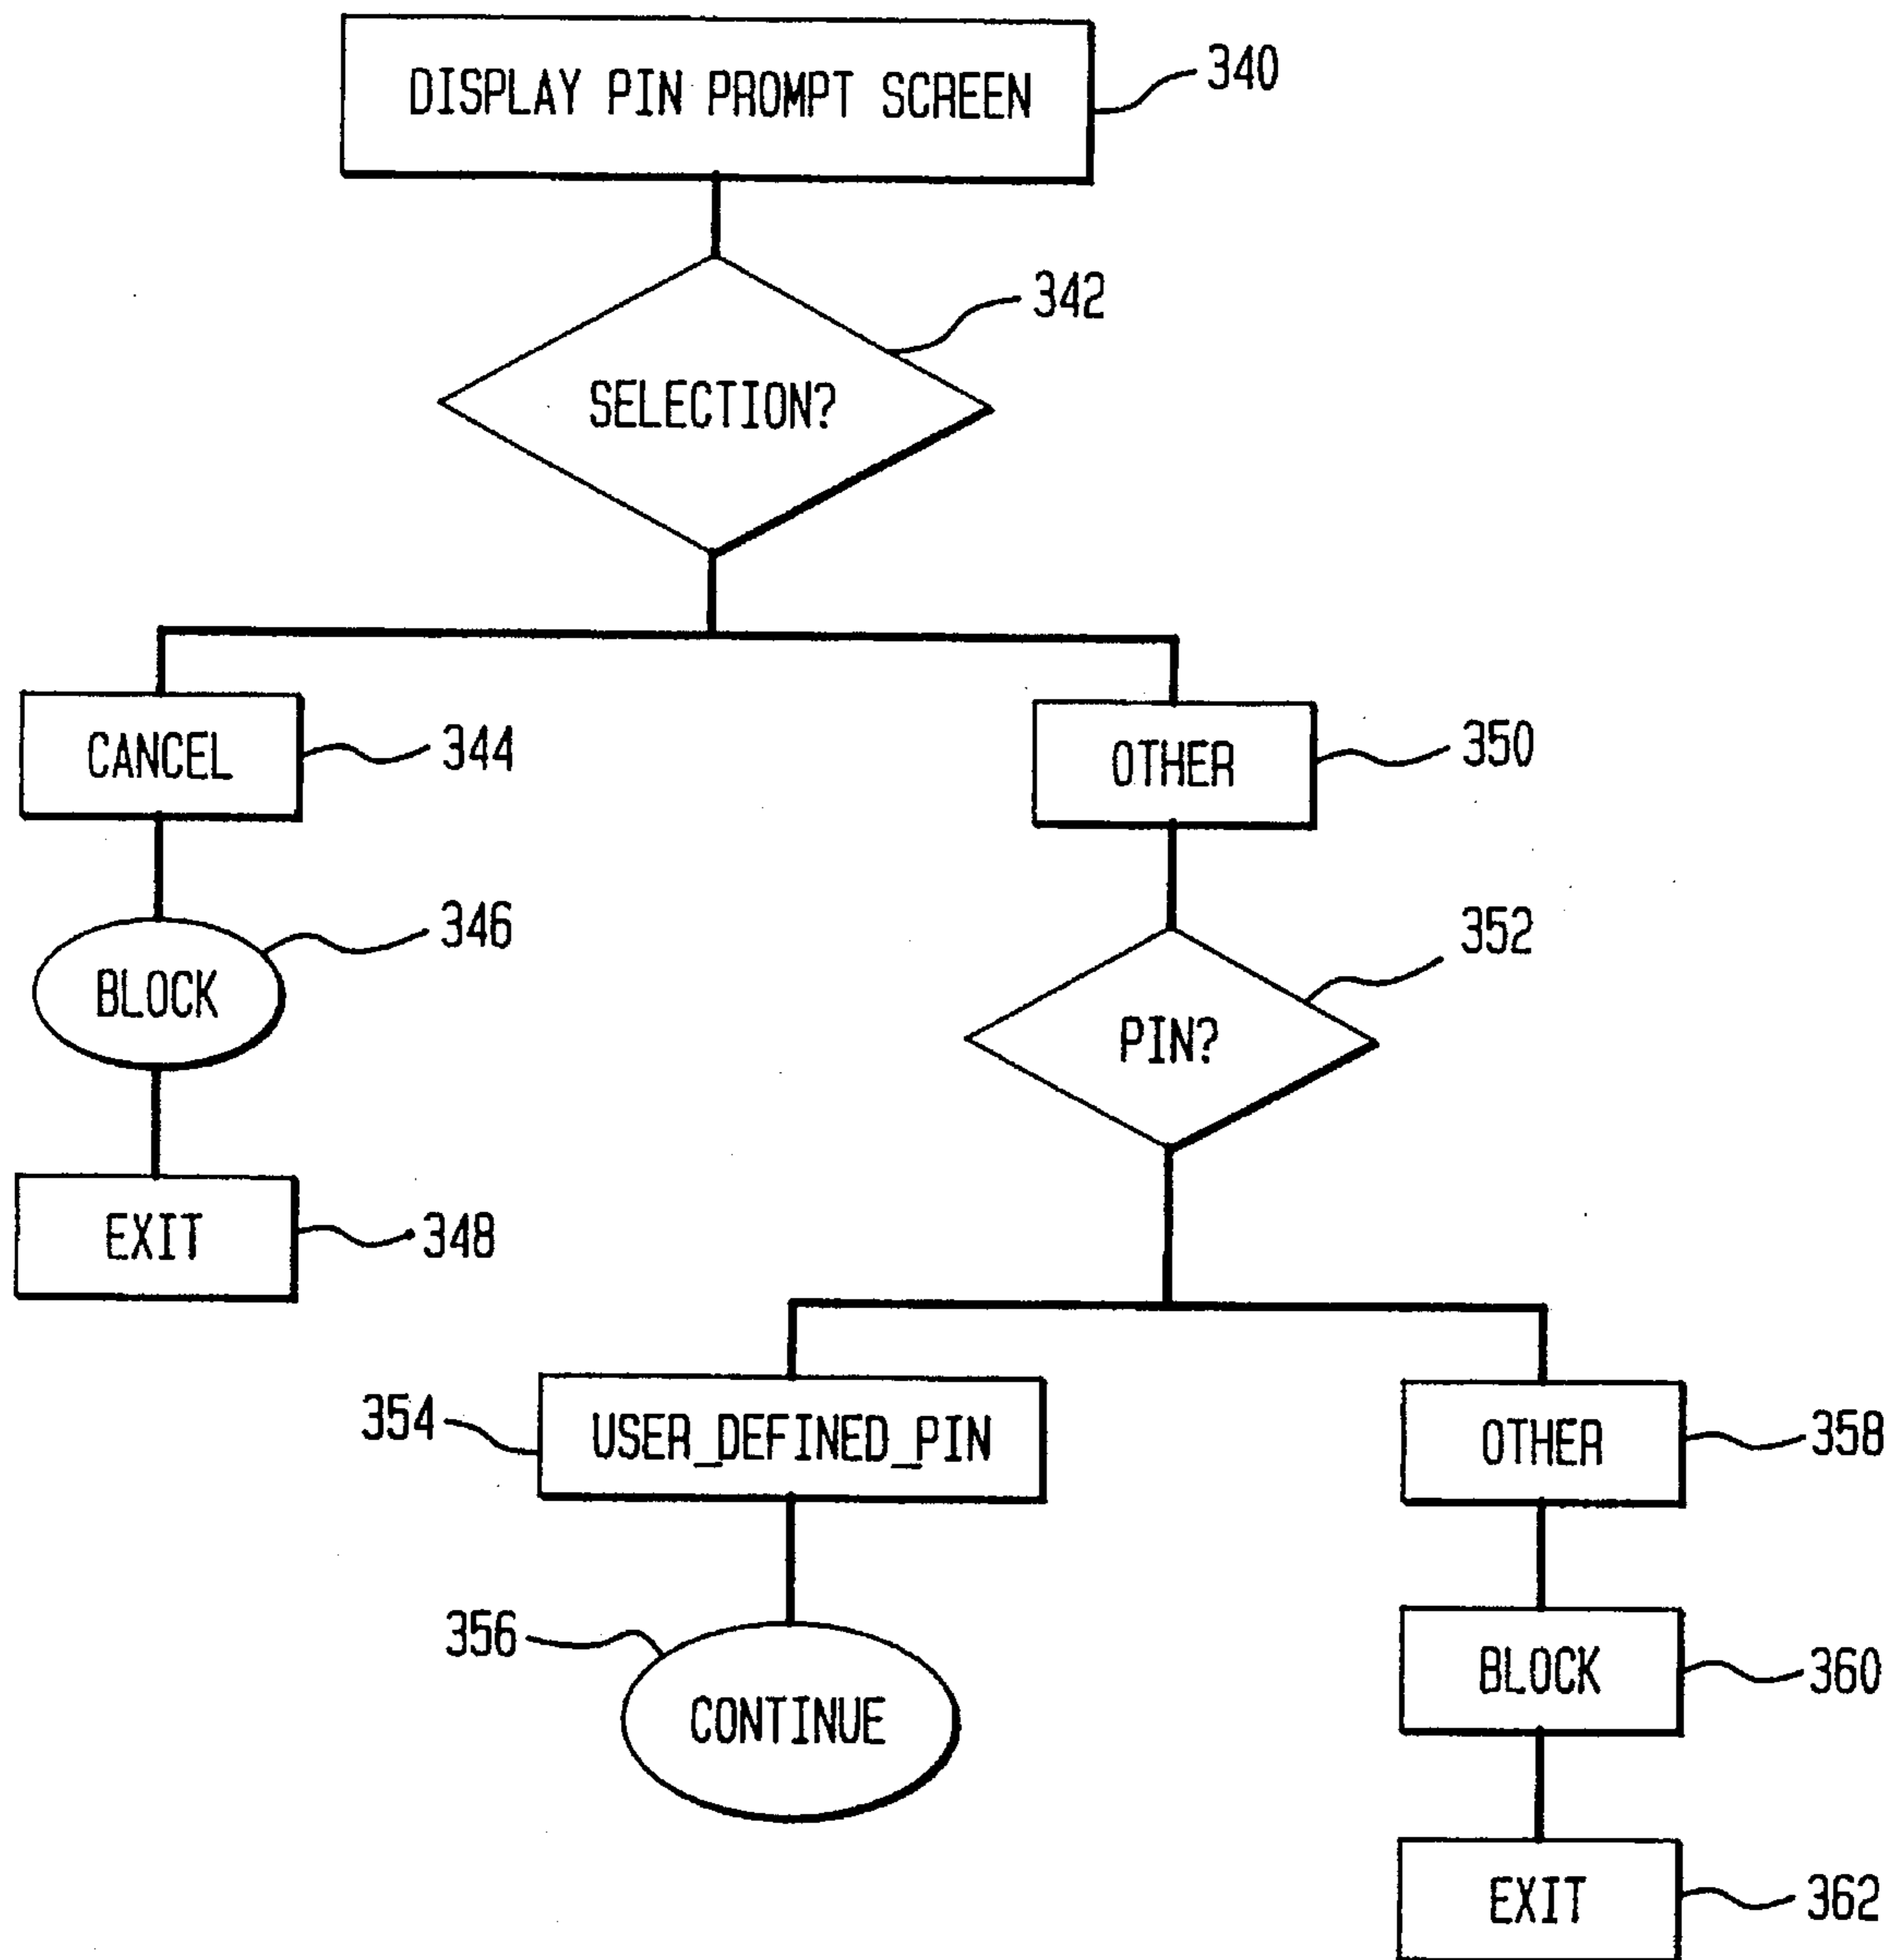 DISPLAY PIN PROMPT SCREEN
340
SELECTION?
342
CANCEL
344
OTHER
350
BLOCK
346
PIN?
352
EXIT
348
354
USER_DEFINED_PIN
OTHER
358
356
CONTINUE
BLOCK
360
EXIT
362